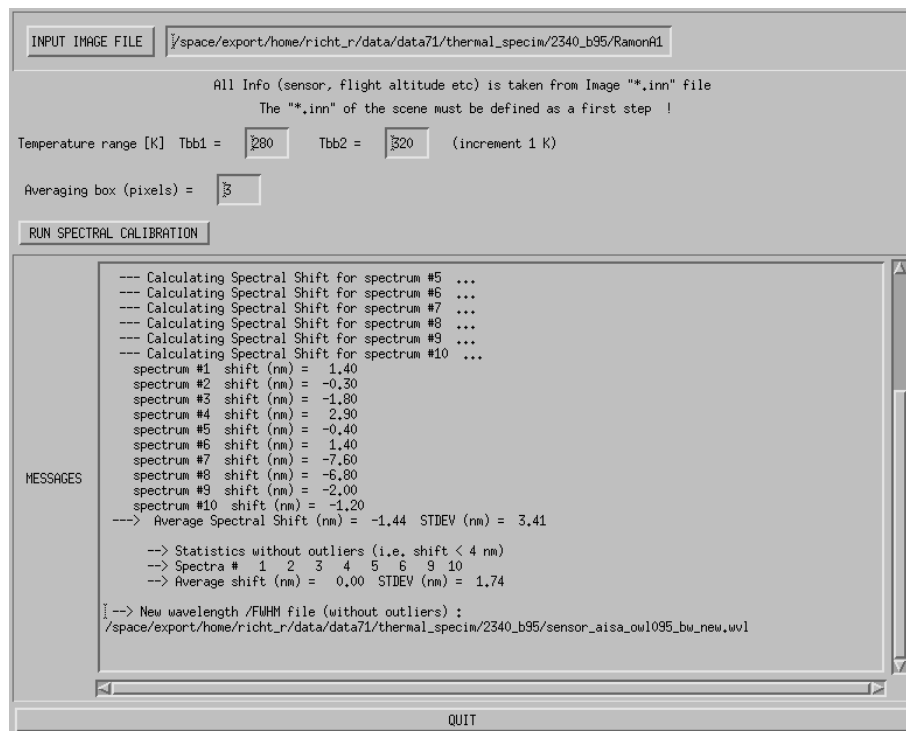 INPUT IMAGE FILE /space/export/home/richt_r/data/data71/thermal_specim/2340_b95/RamonA1
All Info (sensor, flight altitude etc) is taken from Image "*.inn" file
The "*.inn" of the scene must be defined as a first step !
Temperature range [K] Tbb1 = 280 Tbb2 = 320 (increment 1 K)
Averaging box (pixels) = 3
RUN SPECTRAL CALIBRATION
MESSAGES
--- Calculating Spectral Shift for spectrum #5 ...
--- Calculating Spectral Shift for spectrum #6 ...
--- Calculating Spectral Shift for spectrum #7 ...
--- Calculating Spectral Shift for spectrum #8 ...
--- Calculating Spectral Shift for spectrum #9 ...
--- Calculating Spectral Shift for spectrum #10 ...
spectrum #1 shift (nm) = 1.40
spectrum #2 shift (nm) = -0.30
spectrum #3 shift (nm) = -1.80
spectrum #4 shift (nm) = 2.90
spectrum #5 shift (nm) = -0.40
spectrum #6 shift (nm) = 1.40
spectrum #7 shift (nm) = -7.60
spectrum #8 shift (nm) = -6.80
spectrum #9 shift (nm) = -2.00
spectrum #10 shift (nm) = -1.20
---> Average Spectral Shift (nm) = -1.44 STDEV (nm) = 3.41
--> Statistics without outliers (i.e. shift < 4 nm)
--> Spectra # 1 2 3 4 5 6 9 10
--> Average shift (nm) = 0.00 STDEV (nm) = 1.74
--> New wavelength /FWHM file (without outliers) :
/space/export/home/richt_r/data/data71/thermal_specim/2340_b95/sensor_aisa_owl095_bw_new.wvl
QUIT